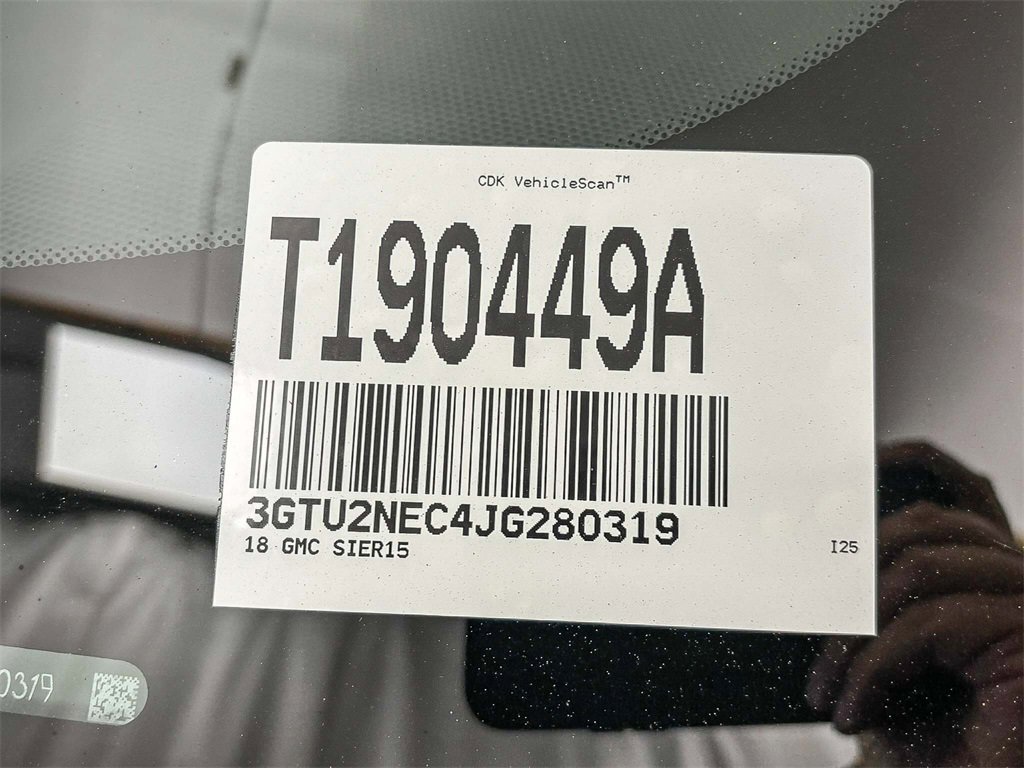 CDK VehicleScan™
T190449A
3GTU2NEC4JG280319
18 GMC SIER15
I25
0319